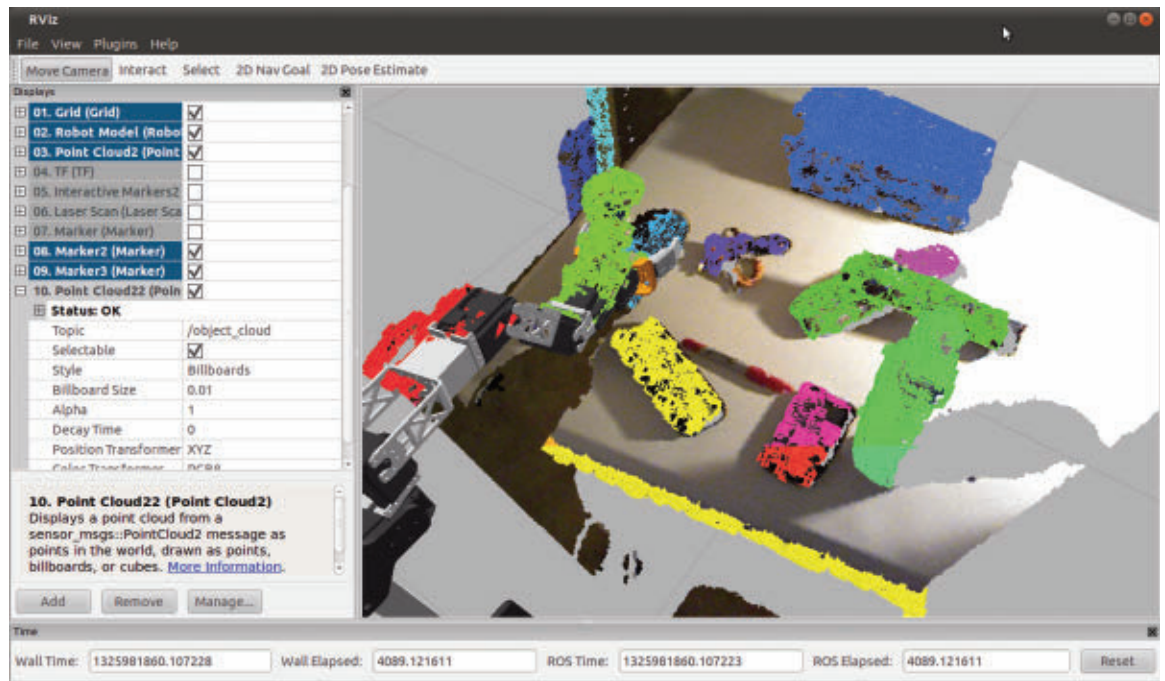 RViz
File View Plugins Help
Move Camera Interact Select 2D Nav Goal 2D Pose Estimate
Displays
01. Grid (Grid)
02. Robot Model (Robo
03. Point Cloud2 (Point
04. TF (TF)
05. Interactive Markers2
06. Laser Scan (Laser Sca
07. Marker (Marker)
08. Marker2 (Marker)
09. Marker3 (Marker)
10. Point Cloud22 (Poin
Status: OK
Topic /object_cloud
Selectable
Style Billboards
Billboard Size 0.01
Alpha 1
Decay Time 0
Position Transformer XYZ
Color Transformer
10. Point Cloud22 (Point Cloud2)
Displays a point cloud from a
sensor_msgs::PointCloud2 message as
points in the world, drawn as points,
billboards, or cubes. More Information.
Add Remove Manage...
Time
Wall Time: 1325981860.107228 Wall Elapsed: 4089.121611 ROS Time: 1325981860.107223 ROS Elapsed: 4089.121611 Reset